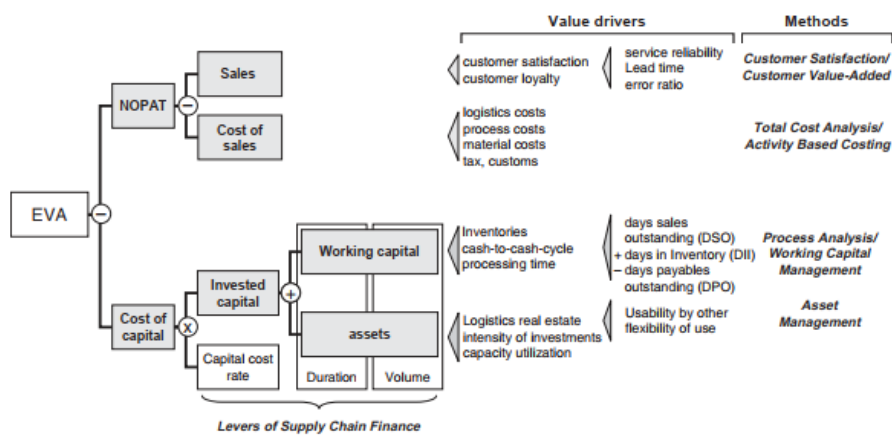 Value drivers
Methods
Sales
NOPAT
−
Cost of
sales
customer satisfaction
customer loyalty
service reliability
Lead time
error ratio
Customer Satisfaction/
Customer Value-Added
logistics costs
process costs
material costs
tax, customs
Total Cost Analysis/
Activity Based Costing
EVA
−
Cost of
capital
x
Invested
capital
+
Working capital
assets
Capital cost
rate
Duration
Volume
Inventories
cash-to-cash-cycle
processing time
days sales
outstanding (DSO)
+ days in Inventory (DII)
− days payables
outstanding (DPO)
Process Analysis/
Working Capital
Management
Logistics real estate
intensity of investments
capacity utilization
Usability by other
flexibility of use
Asset
Management
Levers of Supply Chain Finance